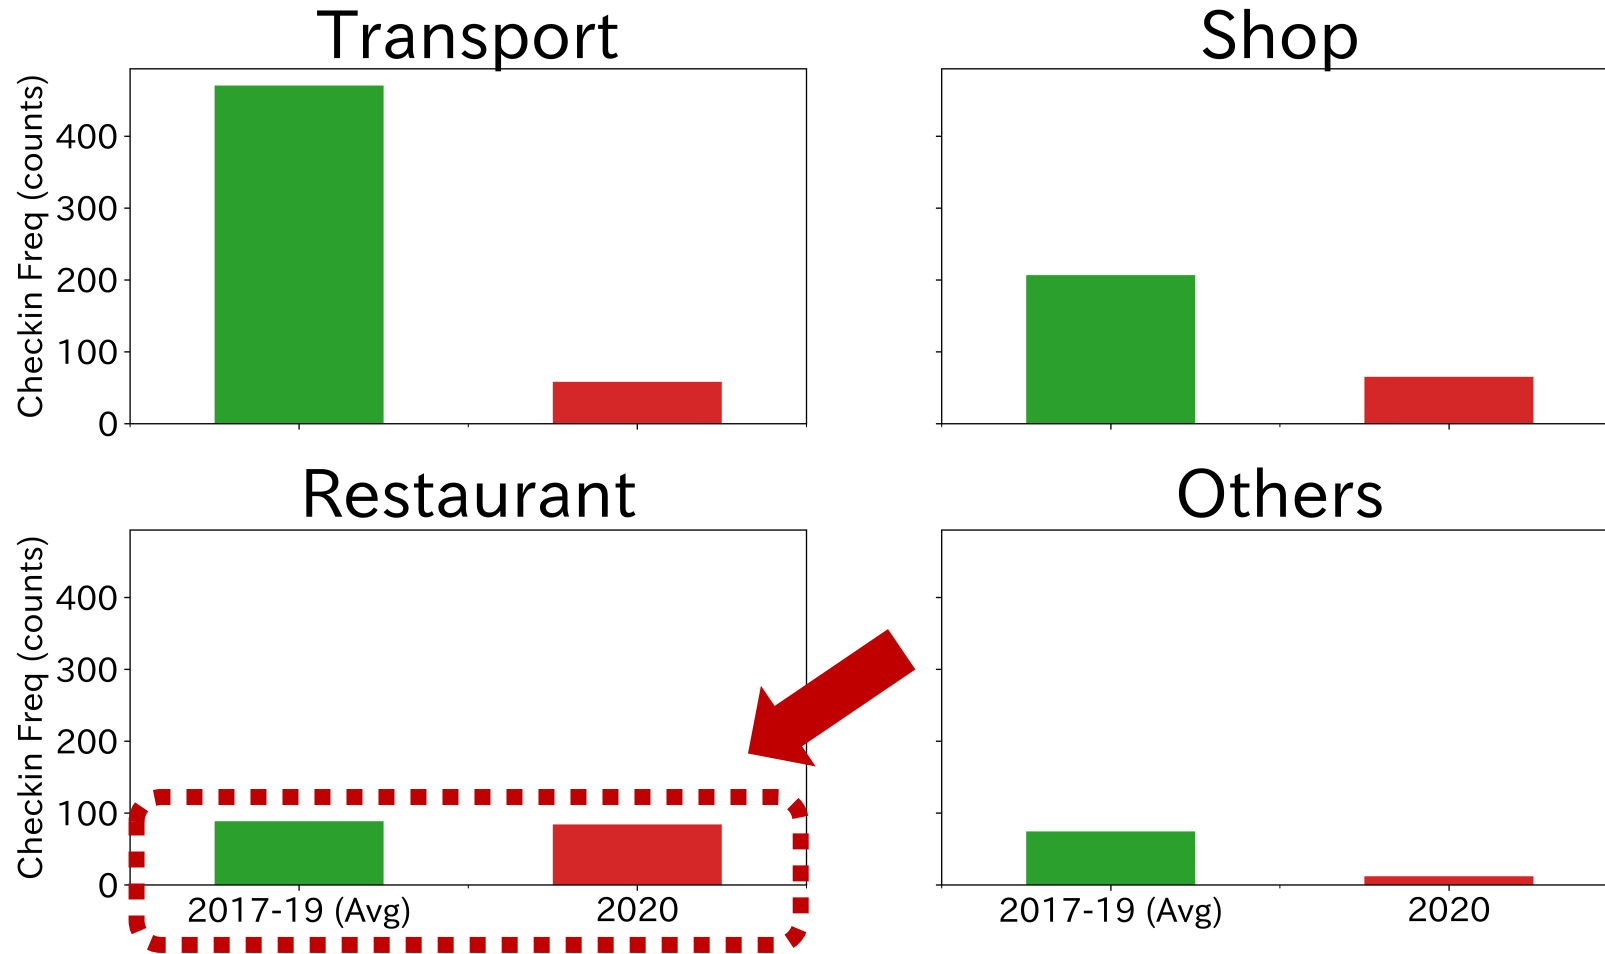 Transport
Checkin Freq (counts)
400
300
200
100
0
Shop
Restaurant
Checkin Freq (counts)
400
300
200
100
0
2017-19 (Avg)
2020
Others
2017-19 (Avg)
2020